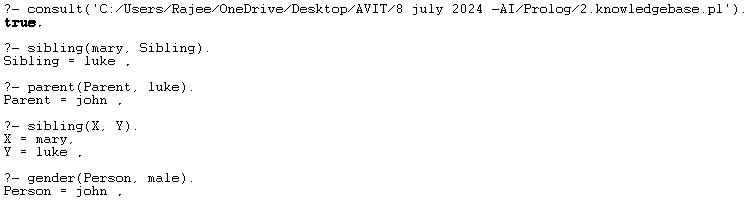 ?- consult('C:/Users/Rajee/OneDrive/Desktop/AVIT/8 july 2024 -AI/Prolog/2.knowledgebase.pl').
true.
?- sibling(mary, Sibling).
Sibling = luke .
?- parent(Parent, luke).
Parent = john .
?- sibling(X, Y).
X = mary,
Y = luke .
?- gender(Person, male).
Person = john .